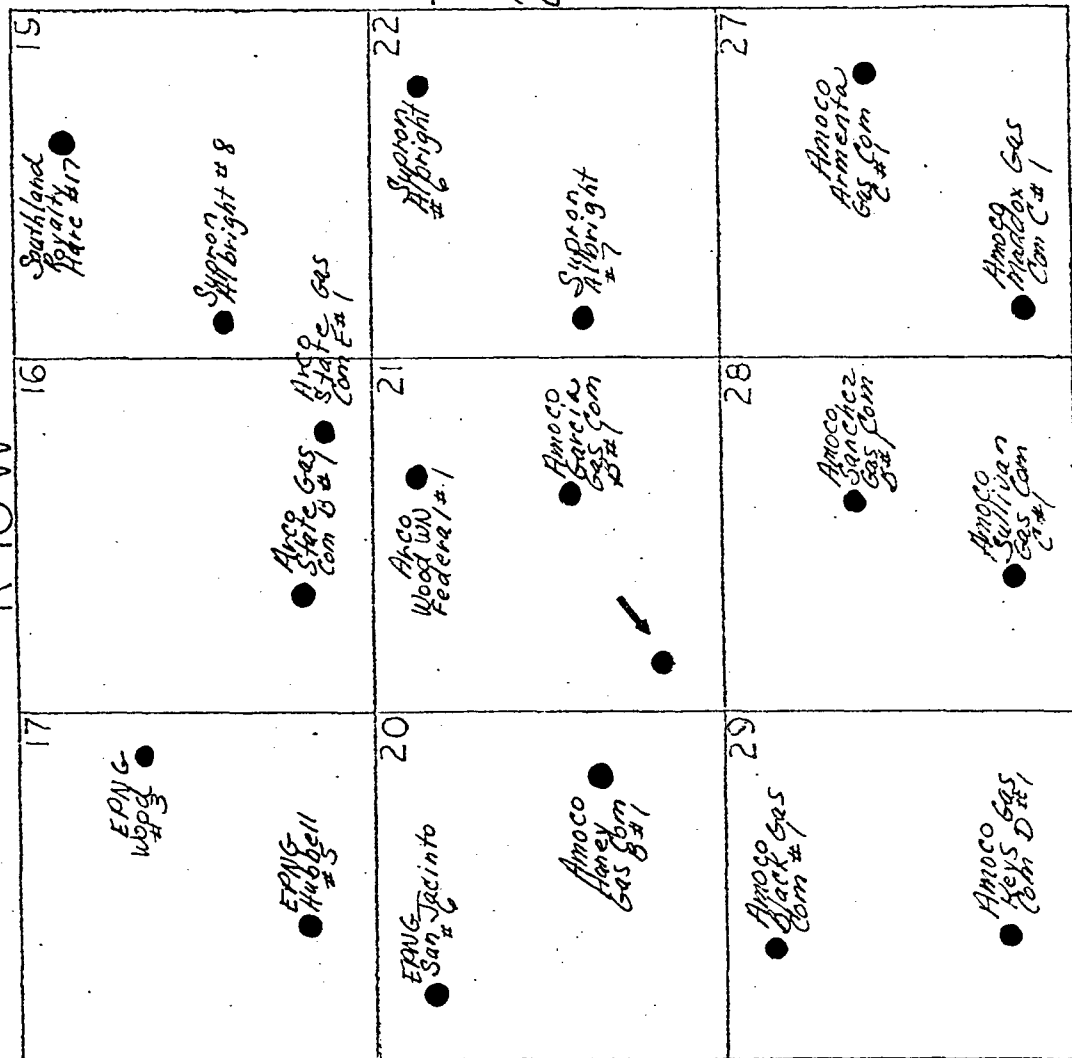 R 10 W
17
EPNG
Wood
#3
EPNG
Hubbell
#5
16
Arco
State Gas
Com B #1
Arco
State Gas
Com E #1
15
Southland
Royalty
Hare #17
Supron
Albright #8
20
EPNG
San Jacinto
#6
Amoco
Haney
Gas Com
B #1
21
Arco
Wood WN
Federal #1
Amoco
Garcia
Gas Com
B #1
22
Supron
Albright
#6
Supron
Albright
#7
29
Amoco
Black Gas
Com #1
Amoco
Keys Gas
Com D #1
28
Amoco
Sanchez
Gas Com
B #1
Amoco
Sullivan
Gas Com
C #1
27
Amoco
Armenta
Gas Com
C #1
Amoco
Maddox Gas
Com C #1